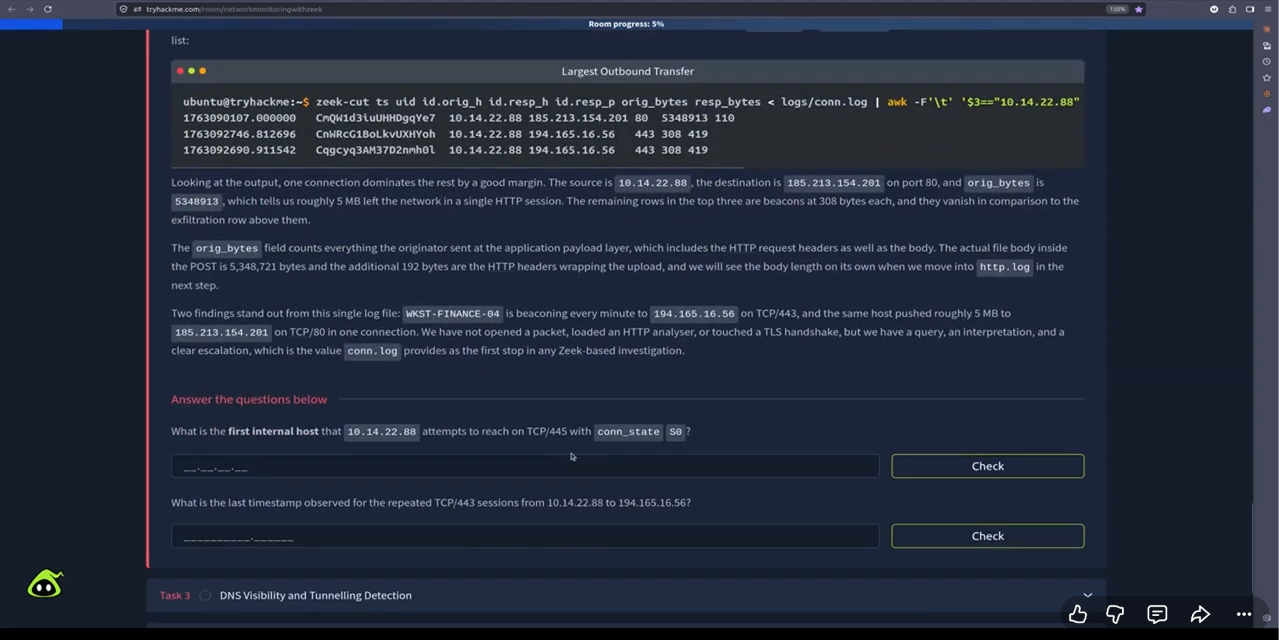 tryhackme.com/room/networkmonitoringwithzeek
150%
Room progress: 5%
list:
Largest Outbound Transfer
ubuntu@tryhackme:~$ zeek-cut ts uid id.orig_h id.resp_h id.resp_p orig_bytes resp_bytes < logs/conn.log | awk -F'\t' '$3=="10.14.22.88"
1763090107.000000 CmQW1d3iuUHHDgqYe7 10.14.22.88 185.213.154.201 80 5348913 110
1763092746.812696 CnWRcG1BoLkvUXHYoh 10.14.22.88 194.165.16.56 443 308 419
1763092690.911542 Cqgcyq3AM37D2nmh0l 10.14.22.88 194.165.16.56 443 308 419
Looking at the output, one connection dominates the rest by a good margin. The source is 10.14.22.88, the destination is 185.213.154.201 on port 80, and orig_bytes is
5348913, which tells us roughly 5 MB left the network in a single HTTP session. The remaining rows in the top three are beacons at 308 bytes each, and they vanish in comparison to the
exfiltration row above them.
The orig_bytes field counts everything the originator sent at the application payload layer, which includes the HTTP request headers as well as the body. The actual file body inside
the POST is 5,348,721 bytes and the additional 192 bytes are the HTTP headers wrapping the upload, and we will see the body length on its own when we move into http.log in the
next step.
Two findings stand out from this single log file: WKST-FINANCE-04 is beaconing every minute to 194.165.16.56 on TCP/443, and the same host pushed roughly 5 MB to
185.213.154.201 on TCP/80 in one connection. We have not opened a packet, loaded an HTTP analyser, or touched a TLS handshake, but we have a query, an interpretation, and a
clear escalation, which is the value conn.log provides as the first stop in any Zeek-based investigation.
Answer the questions below
What is the first internal host that 10.14.22.88 attempts to reach on TCP/445 with conn_state S0?
__.__.__.__
Check
What is the last timestamp observed for the repeated TCP/443 sessions from 10.14.22.88 to 194.165.16.56?
__________.______
Check
Task 3 DNS Visibility and Tunnelling Detection